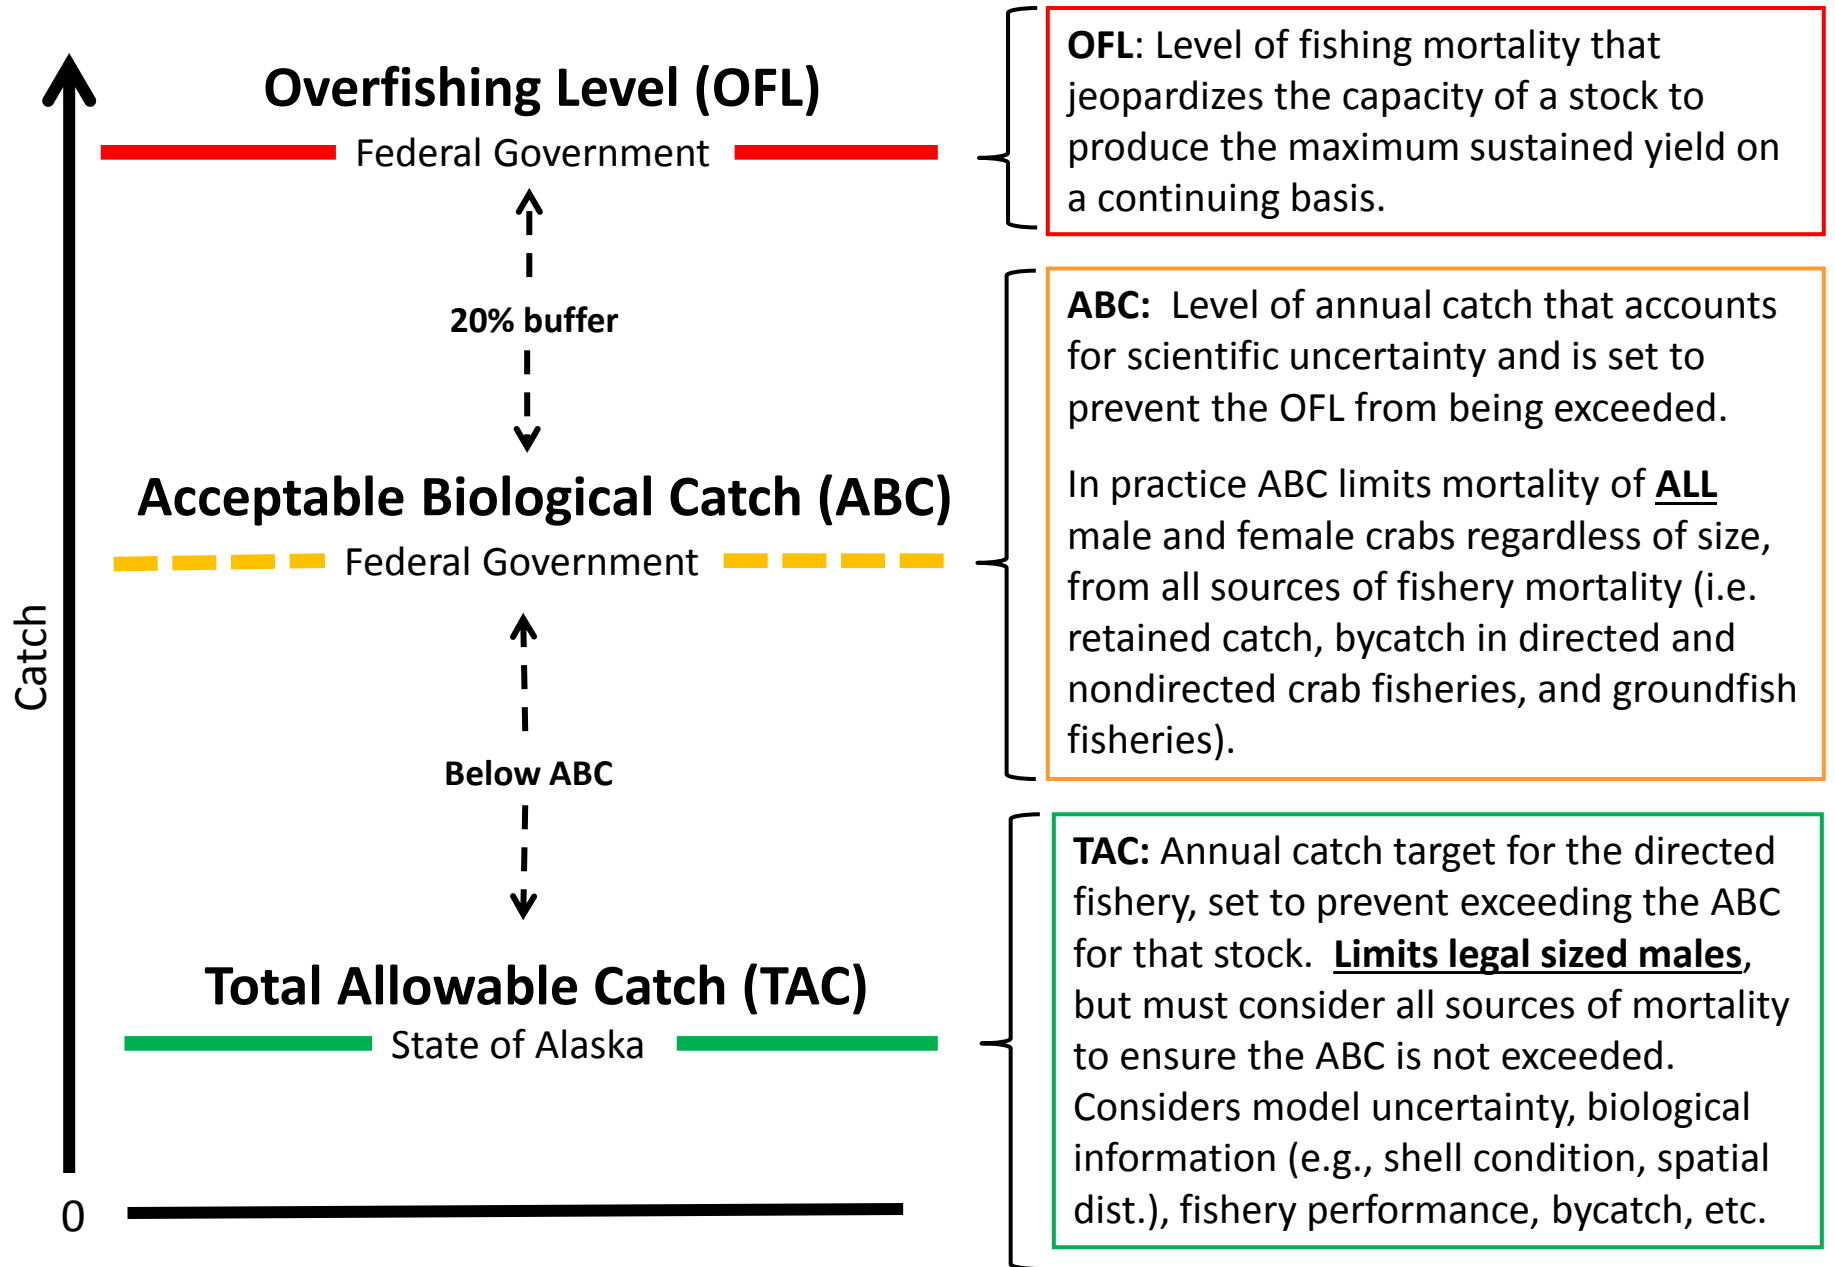 Overfishing Level (OFL)
Federal Government
20% buffer
Acceptable Biological Catch (ABC)
Federal Government
Below ABC
Total Allowable Catch (TAC)
State of Alaska
Catch
0
OFL: Level of fishing mortality that
jeopardizes the capacity of a stock to
produce the maximum sustained yield on
a continuing basis.
ABC: Level of annual catch that accounts
for scientific uncertainty and is set to
prevent the OFL from being exceeded.
In practice ABC limits mortality of ALL
male and female crabs regardless of size,
from all sources of fishery mortality (i.e.
retained catch, bycatch in directed and
nondirected crab fisheries, and groundfish
fisheries).
TAC: Annual catch target for the directed
fishery, set to prevent exceeding the ABC
for that stock. Limits legal sized males,
but must consider all sources of mortality
to ensure the ABC is not exceeded.
Considers model uncertainty, biological
information (e.g., shell condition, spatial
dist.), fishery performance, bycatch, etc.